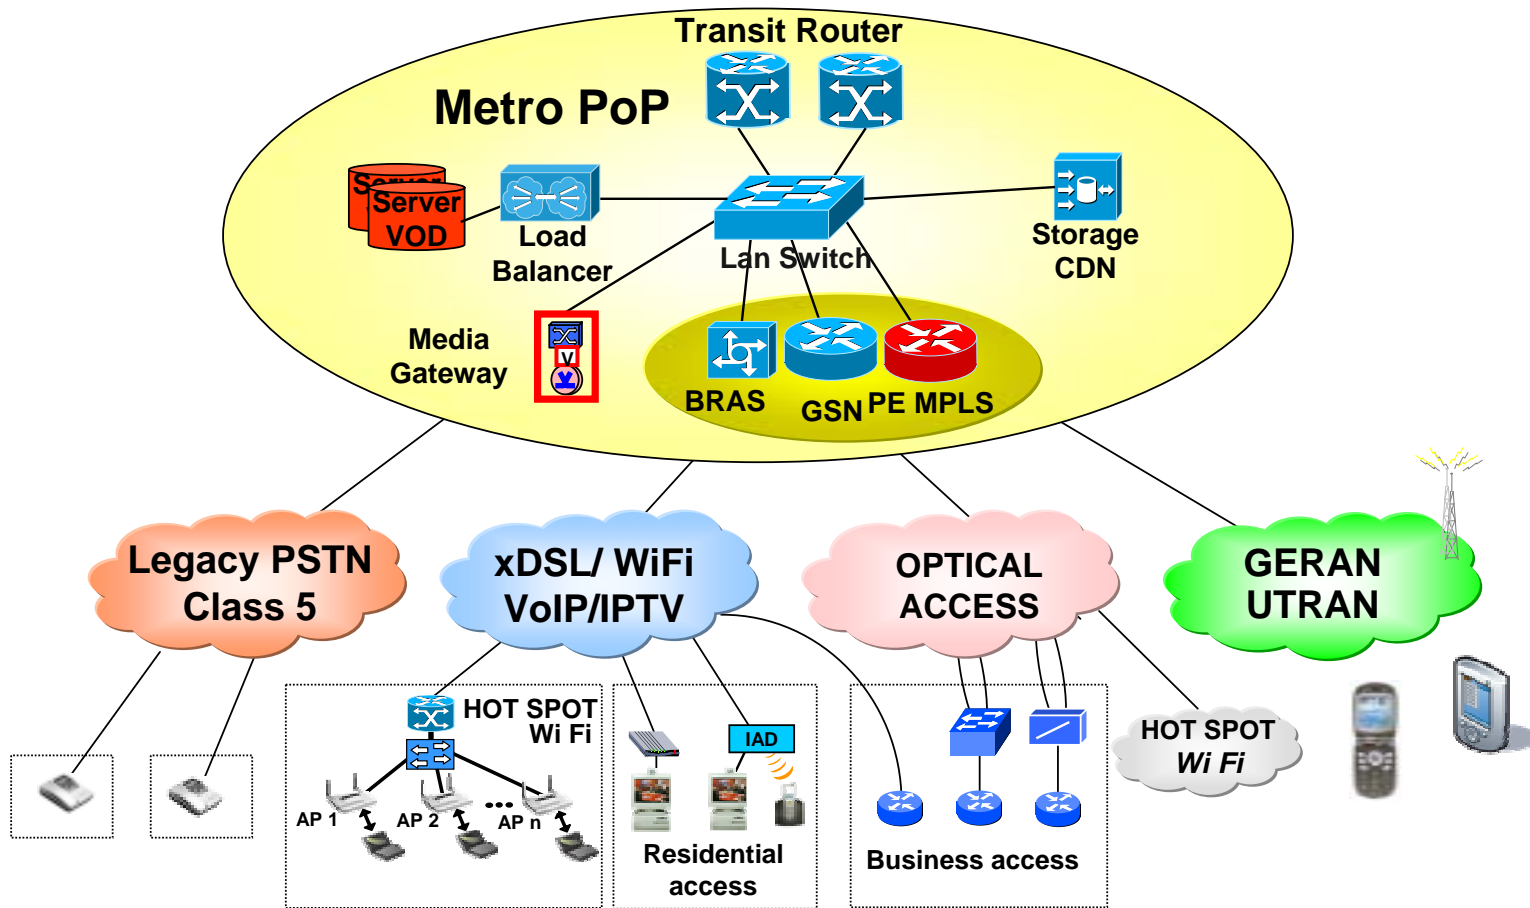 Transit Router
Metro PoP
Server
Server
VOD
Load
Balancer
Lan Switch
Storage
CDN
Media
Gateway
V
BRAS
GSN
PE MPLS
Legacy PSTN
Class 5
xDSL/ WiFi
VoIP/IPTV
OPTICAL
ACCESS
GERAN
UTRAN
HOT SPOT
Wi Fi
AP 1
AP 2
...
AP n
IAD
Residential
access
Business access
HOT SPOT
Wi Fi